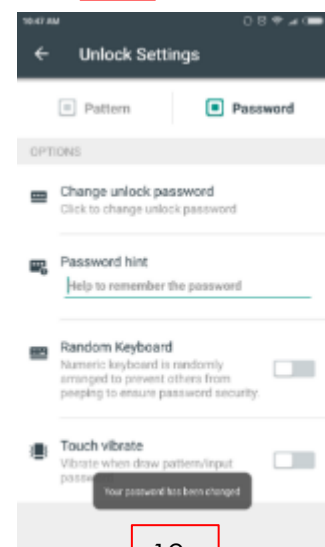 10:47 AM
Unlock Settings
Pattern
Password
OPTIONS
Change unlock password
Click to change unlock password
Password hint
Help to remember the password
Random Keyboard
Numeric keyboard is randomly
arranged to prevent others from
peeping to ensure password security.
Touch vibrate
Vibrate when draw pattern/input
Your password has been changed